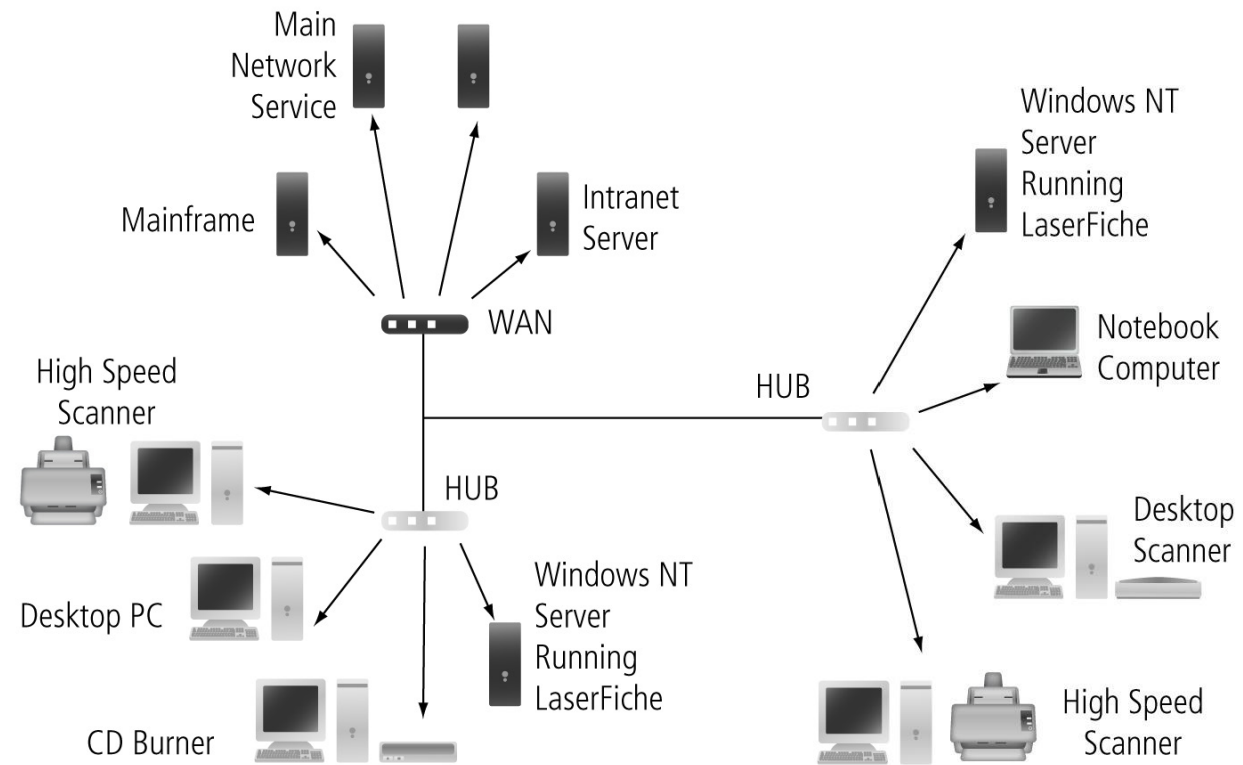 Main
Network
Service
Mainframe
Intranet
Server
WAN
Windows NT
Server
Running
LaserFiche
Notebook
Computer
HUB
High Speed
Scanner
HUB
Desktop
Scanner
Desktop PC
Windows NT
Server
Running
LaserFiche
CD Burner
High Speed
Scanner